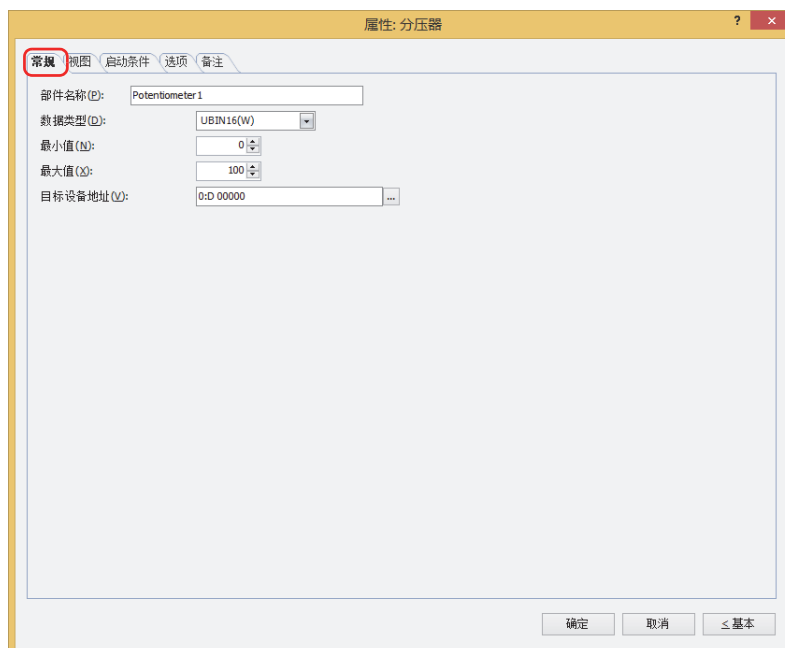 属性: 分压器 ? ×
常规 视图 启动条件 选项 备注
部件名称(P): Potentiometer1
数据类型(D): UBIN16(W)
最小值(N): 0
最大值(X): 100
目标设备地址(V): 0:D 00000 ...
确定 取消 ≤基本